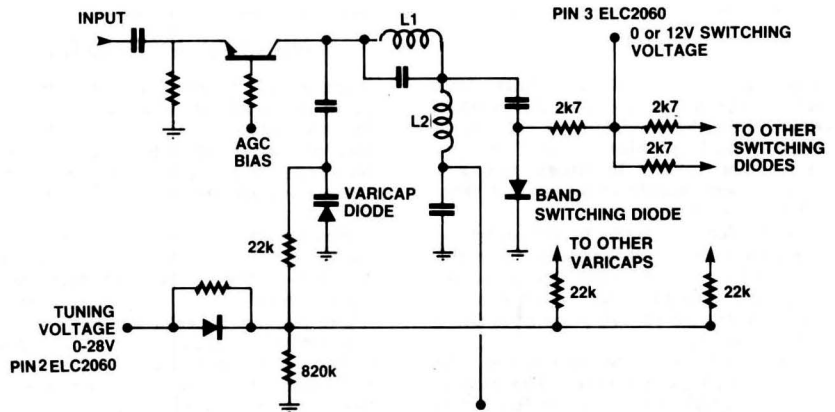 INPUT
L1
PIN 3 ELC2060
0 or 12V SWITCHING
VOLTAGE
2k7
2k7
2k7
TO OTHER
SWITCHING
DIODES
L2
AGC
BIAS
VARICAP
DIODE
BAND
SWITCHING DIODE
22k
TO OTHER
VARICAPS
22k
22k
TUNING
VOLTAGE
0-28V
PIN 2 ELC2060
820k